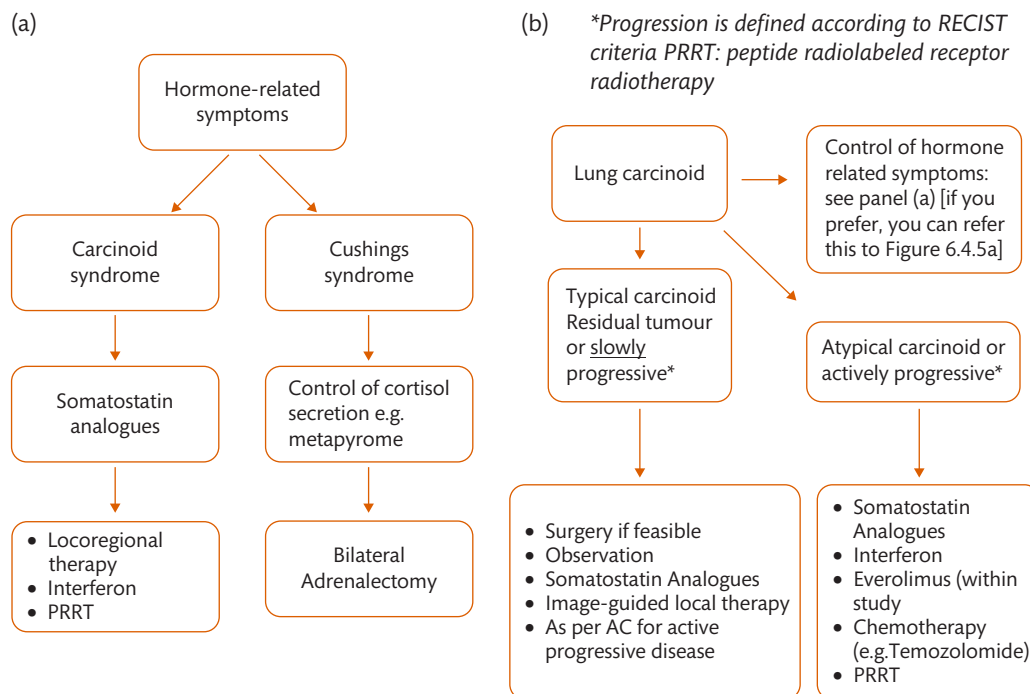 (a)
Hormone-related
symptoms
Carcinoid
syndrome
Cushings
syndrome
Somatostatin
analogues
Control of cortisol
secretion e.g.
metapyrome
• Locoregional
therapy
• Interferon
• PRRT
Bilateral
Adrenalectomy
(b)
*Progression is defined according to RECIST
criteria PRRT: peptide radiolabeled receptor
radiotherapy
Lung carcinoid
Control of hormone
related symptoms:
see panel (a) [if you
prefer, you can refer
this to Figure 6.4.5a]
Typical carcinoid
Residual tumour
or slowly
progressive*
Atypical carcinoid or
actively progressive*
• Surgery if feasible
• Observation
• Somatostatin Analogues
• Image-guided local therapy
• As per AC for active
progressive disease
• Somatostatin
Analogues
• Interferon
• Everolimus (within
study
• Chemotherapy
(e.g.Temozolomide)
• PRRT